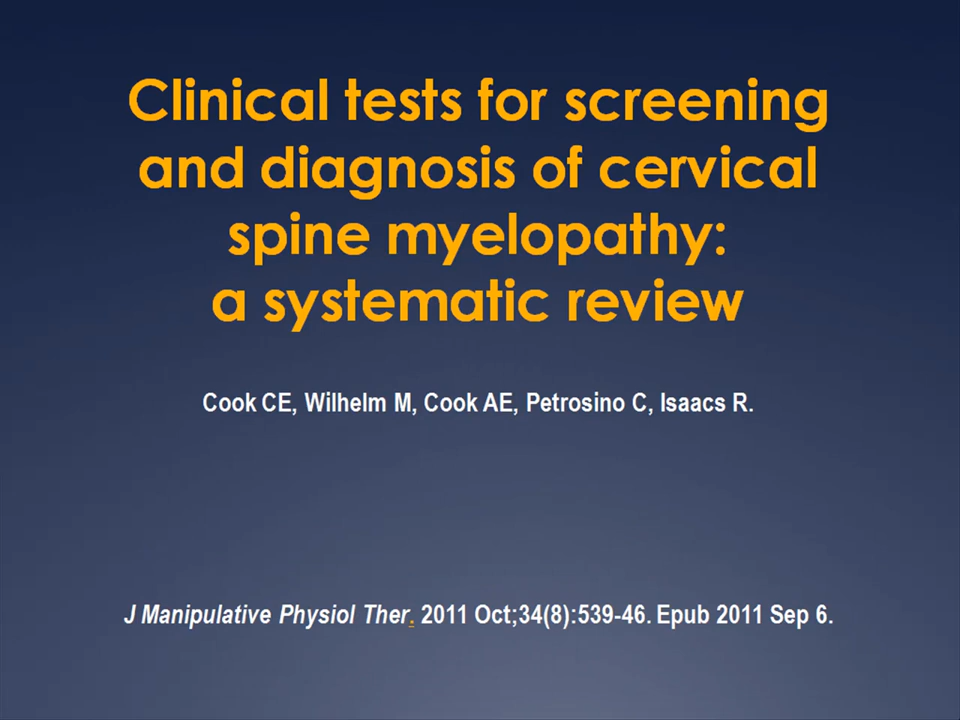 Clinical tests for screening
and diagnosis of cervical
spine myelopathy:
a systematic review
Cook CE, Wilhelm M, Cook AE, Petrosino C, Isaacs R.
J Manipulative Physiol Ther. 2011 Oct;34(8):539-46. Epub 2011 Sep 6.